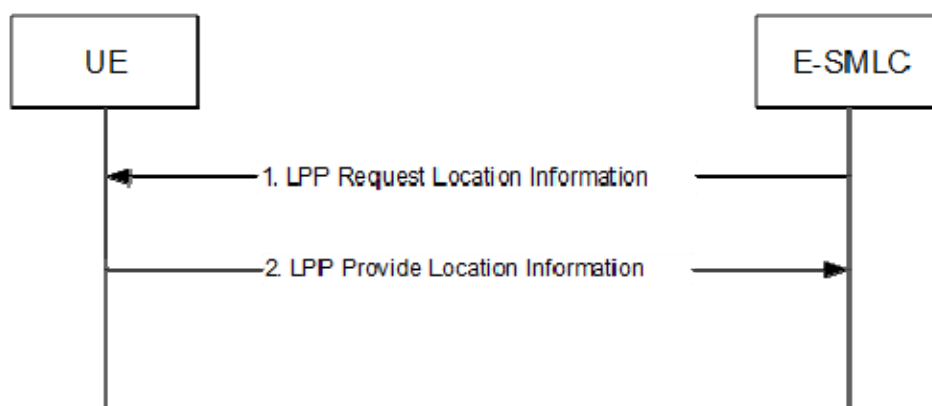 UE
E-SMLC
1. LPP Request Location Information
2. LPP Provide Location Information